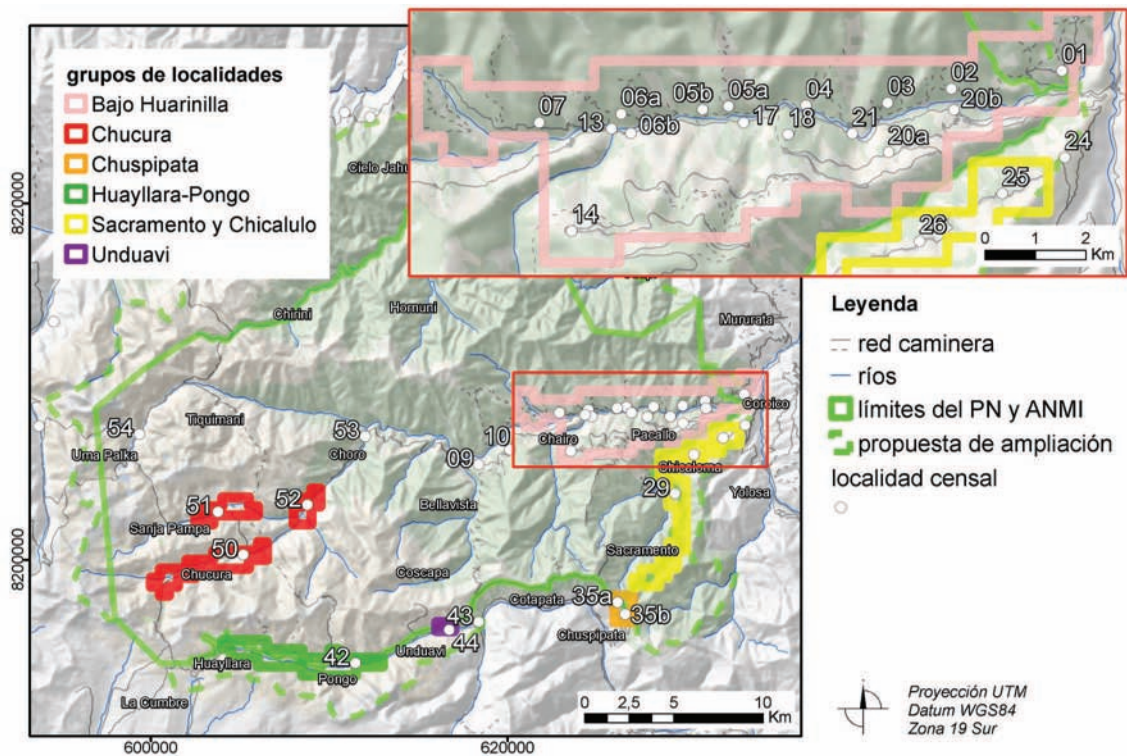 grupos de localidades
Bajo Huarinilla
Chucura
Chuspipata
Huayllara-Pongo
Sacramento y Chicalulo
Unduavi
01
02
03
04
05a
05b
06a
07
13
06b
17
18
21
20b
20a
24
25
26
14
0 1 2
Km
Leyenda
red caminera
ríos
límites del PN y ANMI
propuesta de ampliación
localidad censal
8220000
8200000
Cielo Jahu
Chirini
Homuni
Mururata
Tiquimani
54
Uma Palka
53
Choro
10
09
Chairo
Pacallo
Coroico
Chicaloma
Yolosa
29
51
52
Sanja Pampa
Bellavista
50
Chucura
Coscapa
Sacramento
Cotapata
35a
35b
Chuspipata
43
44
Unduavi
Huayllara
42
Pongo
La Cumbre
0 2,5 5 10
Km
600000
620000
Proyección UTM
Datum WGS84
Zona 19 Sur